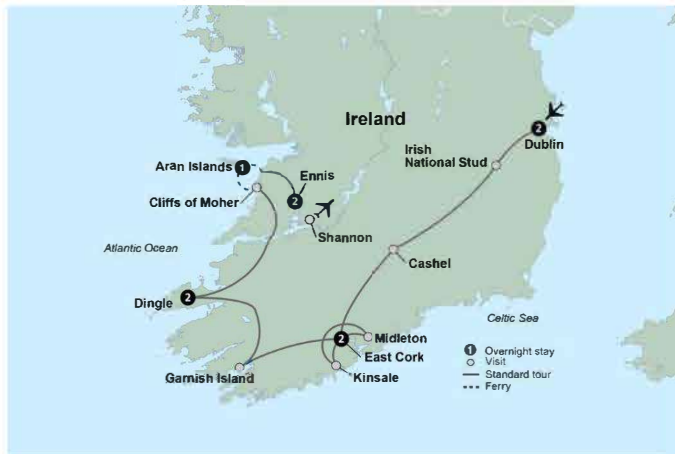 Ireland
Irish
National Stud
2
Dublin
Aran Islands
1
Ennis
2
Cliffs of Moher
Shannon
Atlantic Ocean
Cashel
Dingle
2
Celtic Sea
Midleton
2
East Cork
Garnish Island
Kinsale
1 Overnight stay
Visit
Standard tour
Ferry